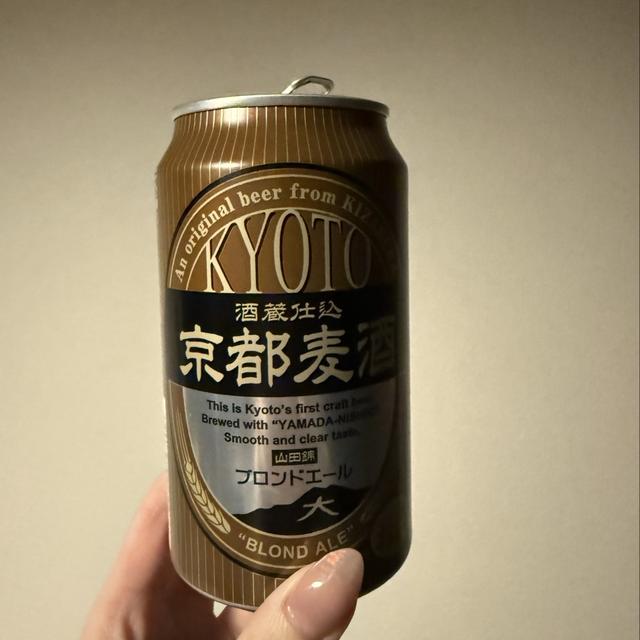 An original beer from KIZ
KYOTO
酒蔵仕込
京都麦酒
This is Kyoto's first craft
Brewed with "YAMADA-NISHIKI"
Smooth and clear taste.
山田錦
ブロンドエール
大
"BLOND ALE"